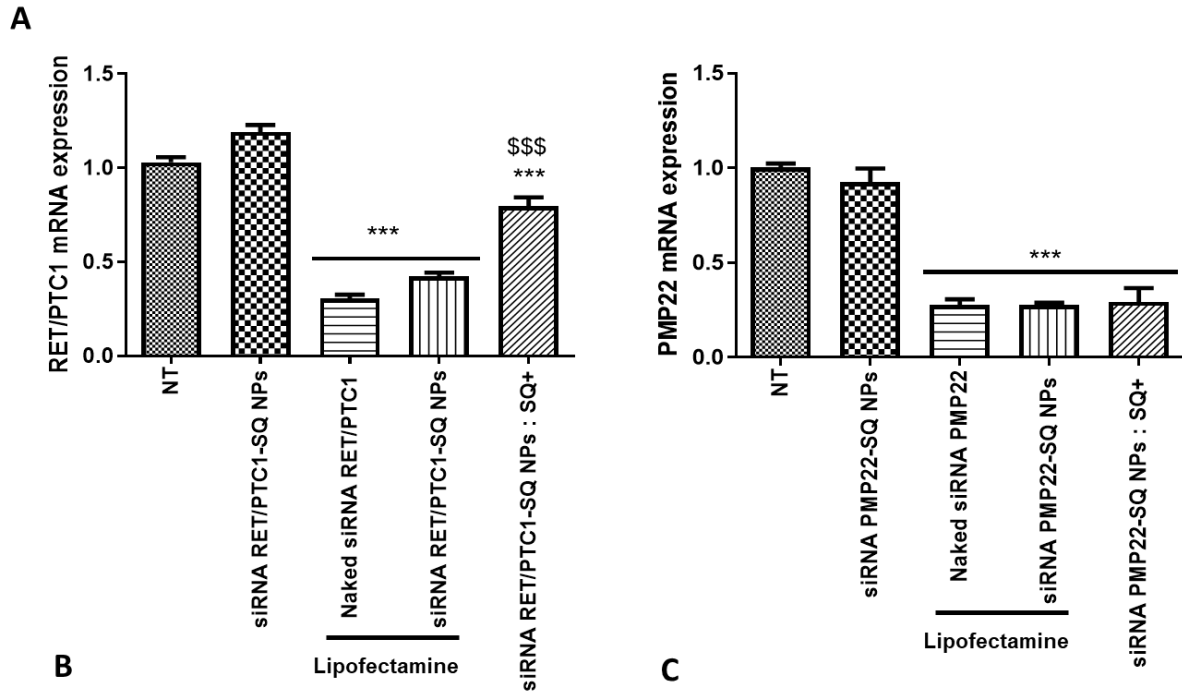 A
RET/PTC1 mRNA expression
1.5
1.0
0.5
0.0
***
$$$
***
NT
siRNA RET/PTC1-SQ NPs
Naked siRNA RET/PTC1
siRNA RET/PTC1-SQ NPs
siRNA RET/PTC1-SQ NPs : SQ+
Lipofectamine
B
PMP22 mRNA expression
1.5
1.0
0.5
0.0
***
NT
siRNA PMP22-SQ NPs
Naked siRNA PMP22
siRNA PMP22-SQ NPs
siRNA PMP22-SQ NPs : SQ+
Lipofectamine
C